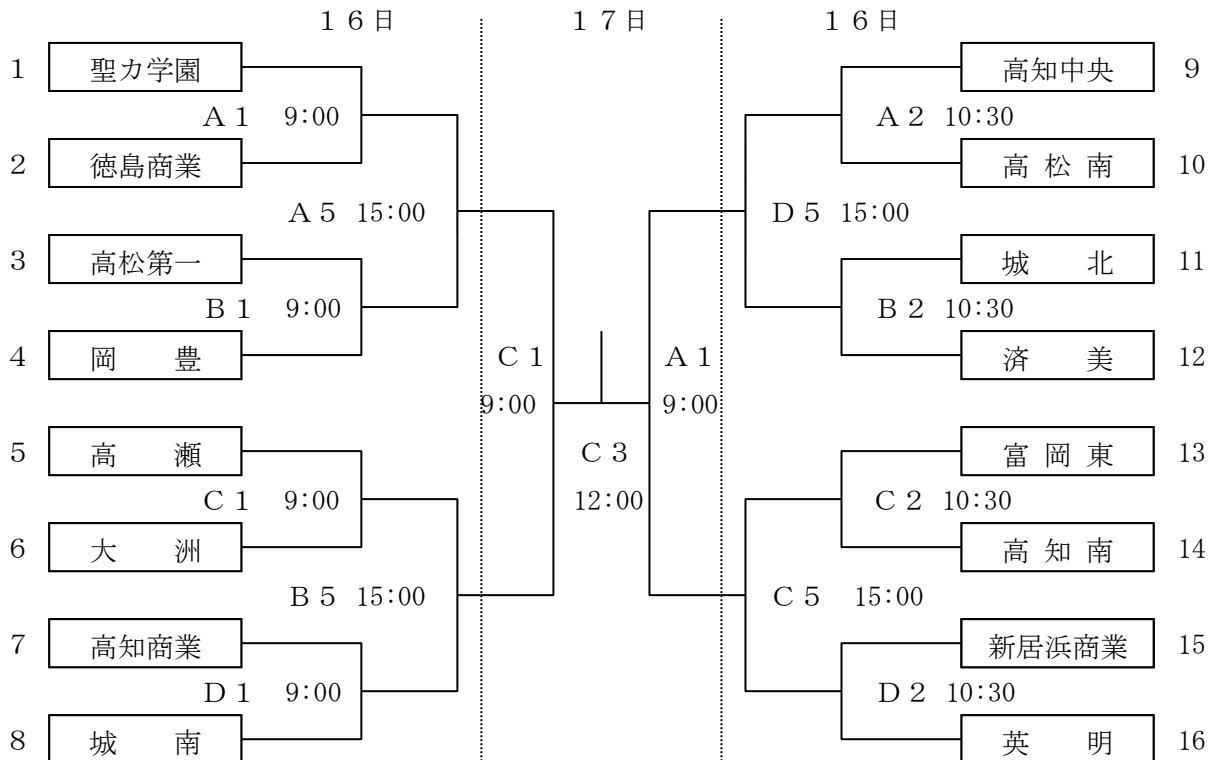 １６日 １７日 １６日
1 聖カ学園 高知中央 9
Ａ１ 9:00 Ａ２ 10:30
2 徳島商業 高松南 10
Ａ５ 15:00 Ｄ５ 15:00
3 高松第一 城北 11
Ｂ１ 9:00 Ｂ２ 10:30
4 岡豊 Ｃ１ Ａ１ 済美 12
9:00 9:00
5 高瀬 Ｃ３ 富岡東 13
Ｃ１ 9:00 12:00 Ｃ２ 10:30
6 大洲 高知南 14
Ｂ５ 15:00 Ｃ５ 15:00
7 高知商業 新居浜商業 15
Ｄ１ 9:00 Ｄ２ 10:30
8 城南 英明 16